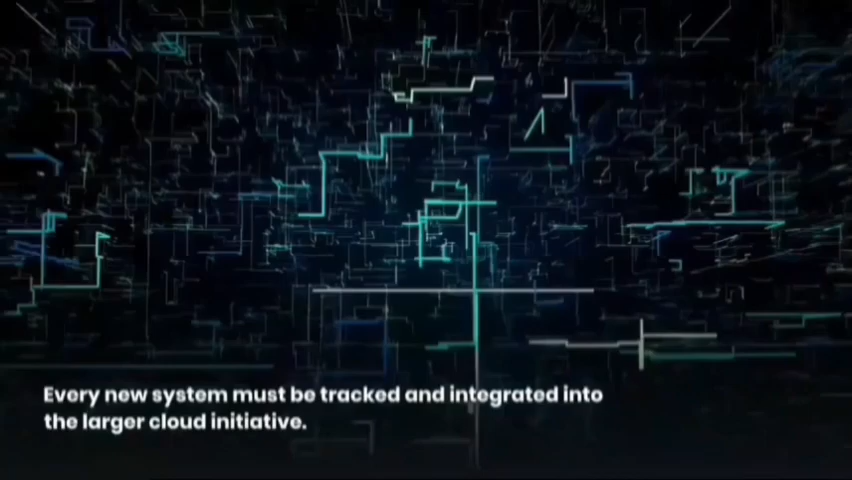 Every new system must be tracked and integrated into
the larger cloud initiative.